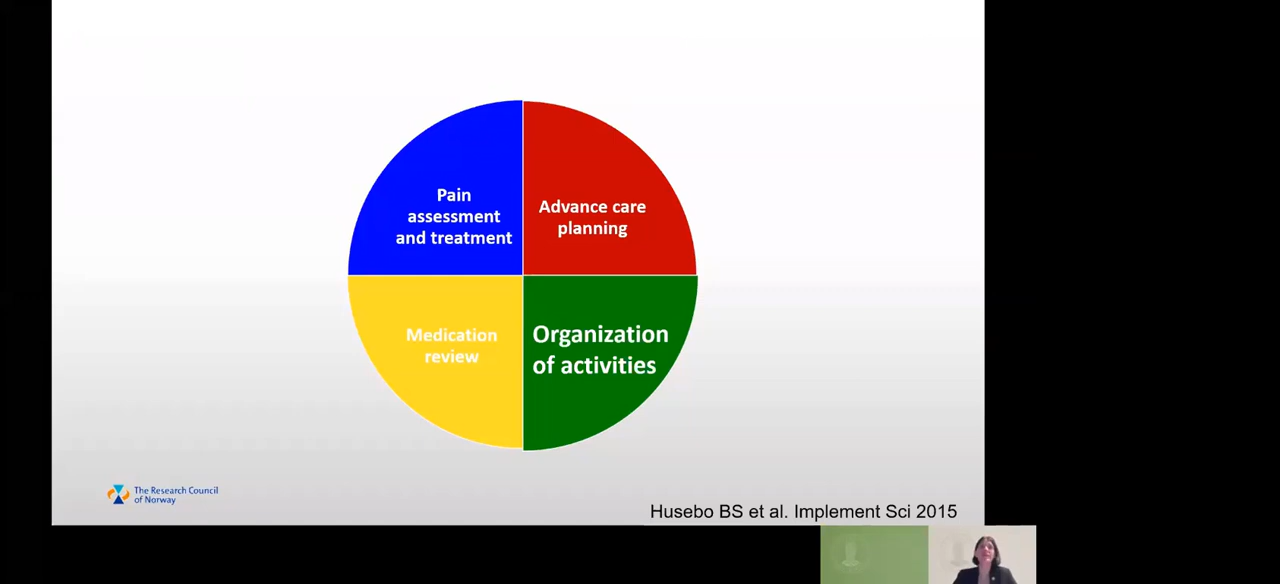 Pain
assessment
and treatment
Advance care
planning
Medication
review
Organization
of activities
The Research Council
of Norway
Husebo BS et al. Implement Sci 2015